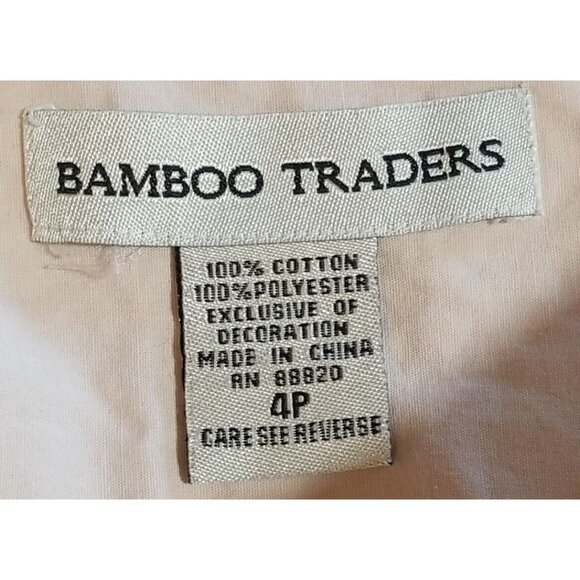 BAMBOO TRADERS
100% COTTON
100%POLYESTER
EXCLUSIVE OF
DECORATION
MADE IN CHINA
RN 88820
4P
CARE SEE REVERSE